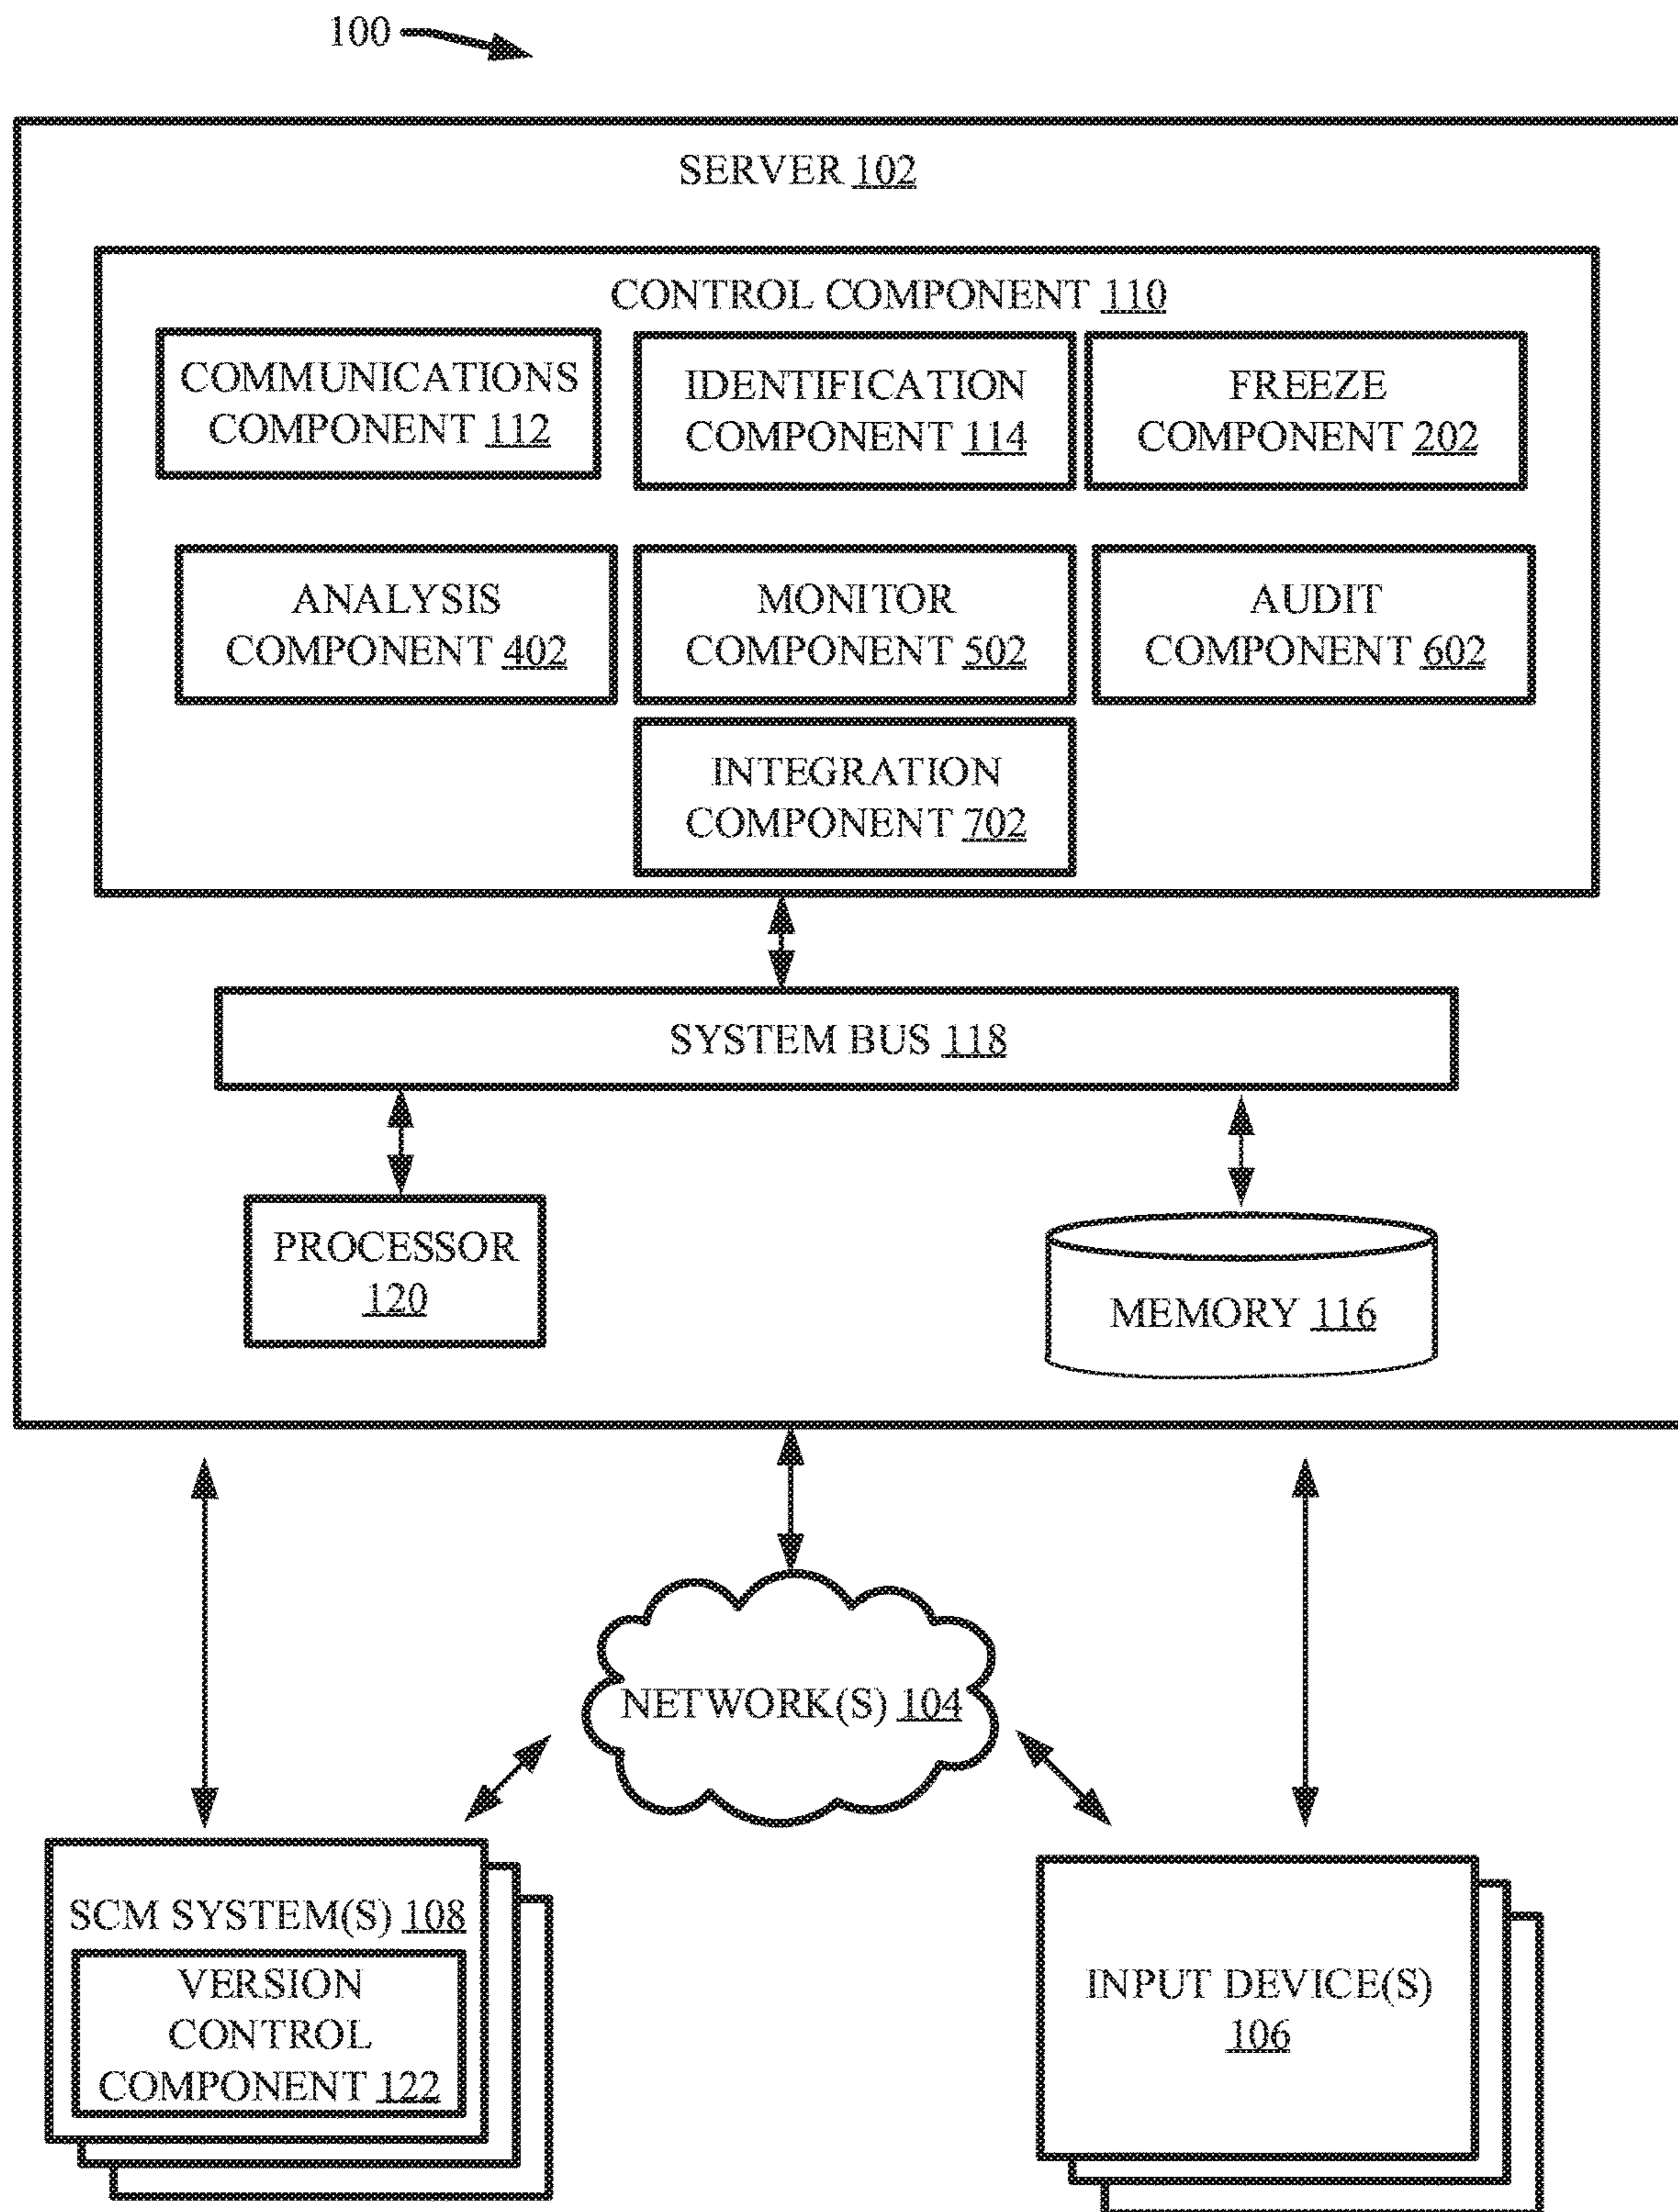 100
SERVER 102
CONTROL COMPONENT 110
COMMUNICATIONS
COMPONENT 112
IDENTIFICATION
COMPONENT 114
FREEZE
COMPONENT 202
ANALYSIS
COMPONENT 402
MONITOR
COMPONENT 502
AUDIT
COMPONENT 602
INTEGRATION
COMPONENT 702
SYSTEM BUS 118
PROCESSOR
120
MEMORY 116
NETWORK(S) 104
SCM SYSTEM(S) 108
VERSION
CONTROL
COMPONENT 122
INPUT DEVICE(S)
106